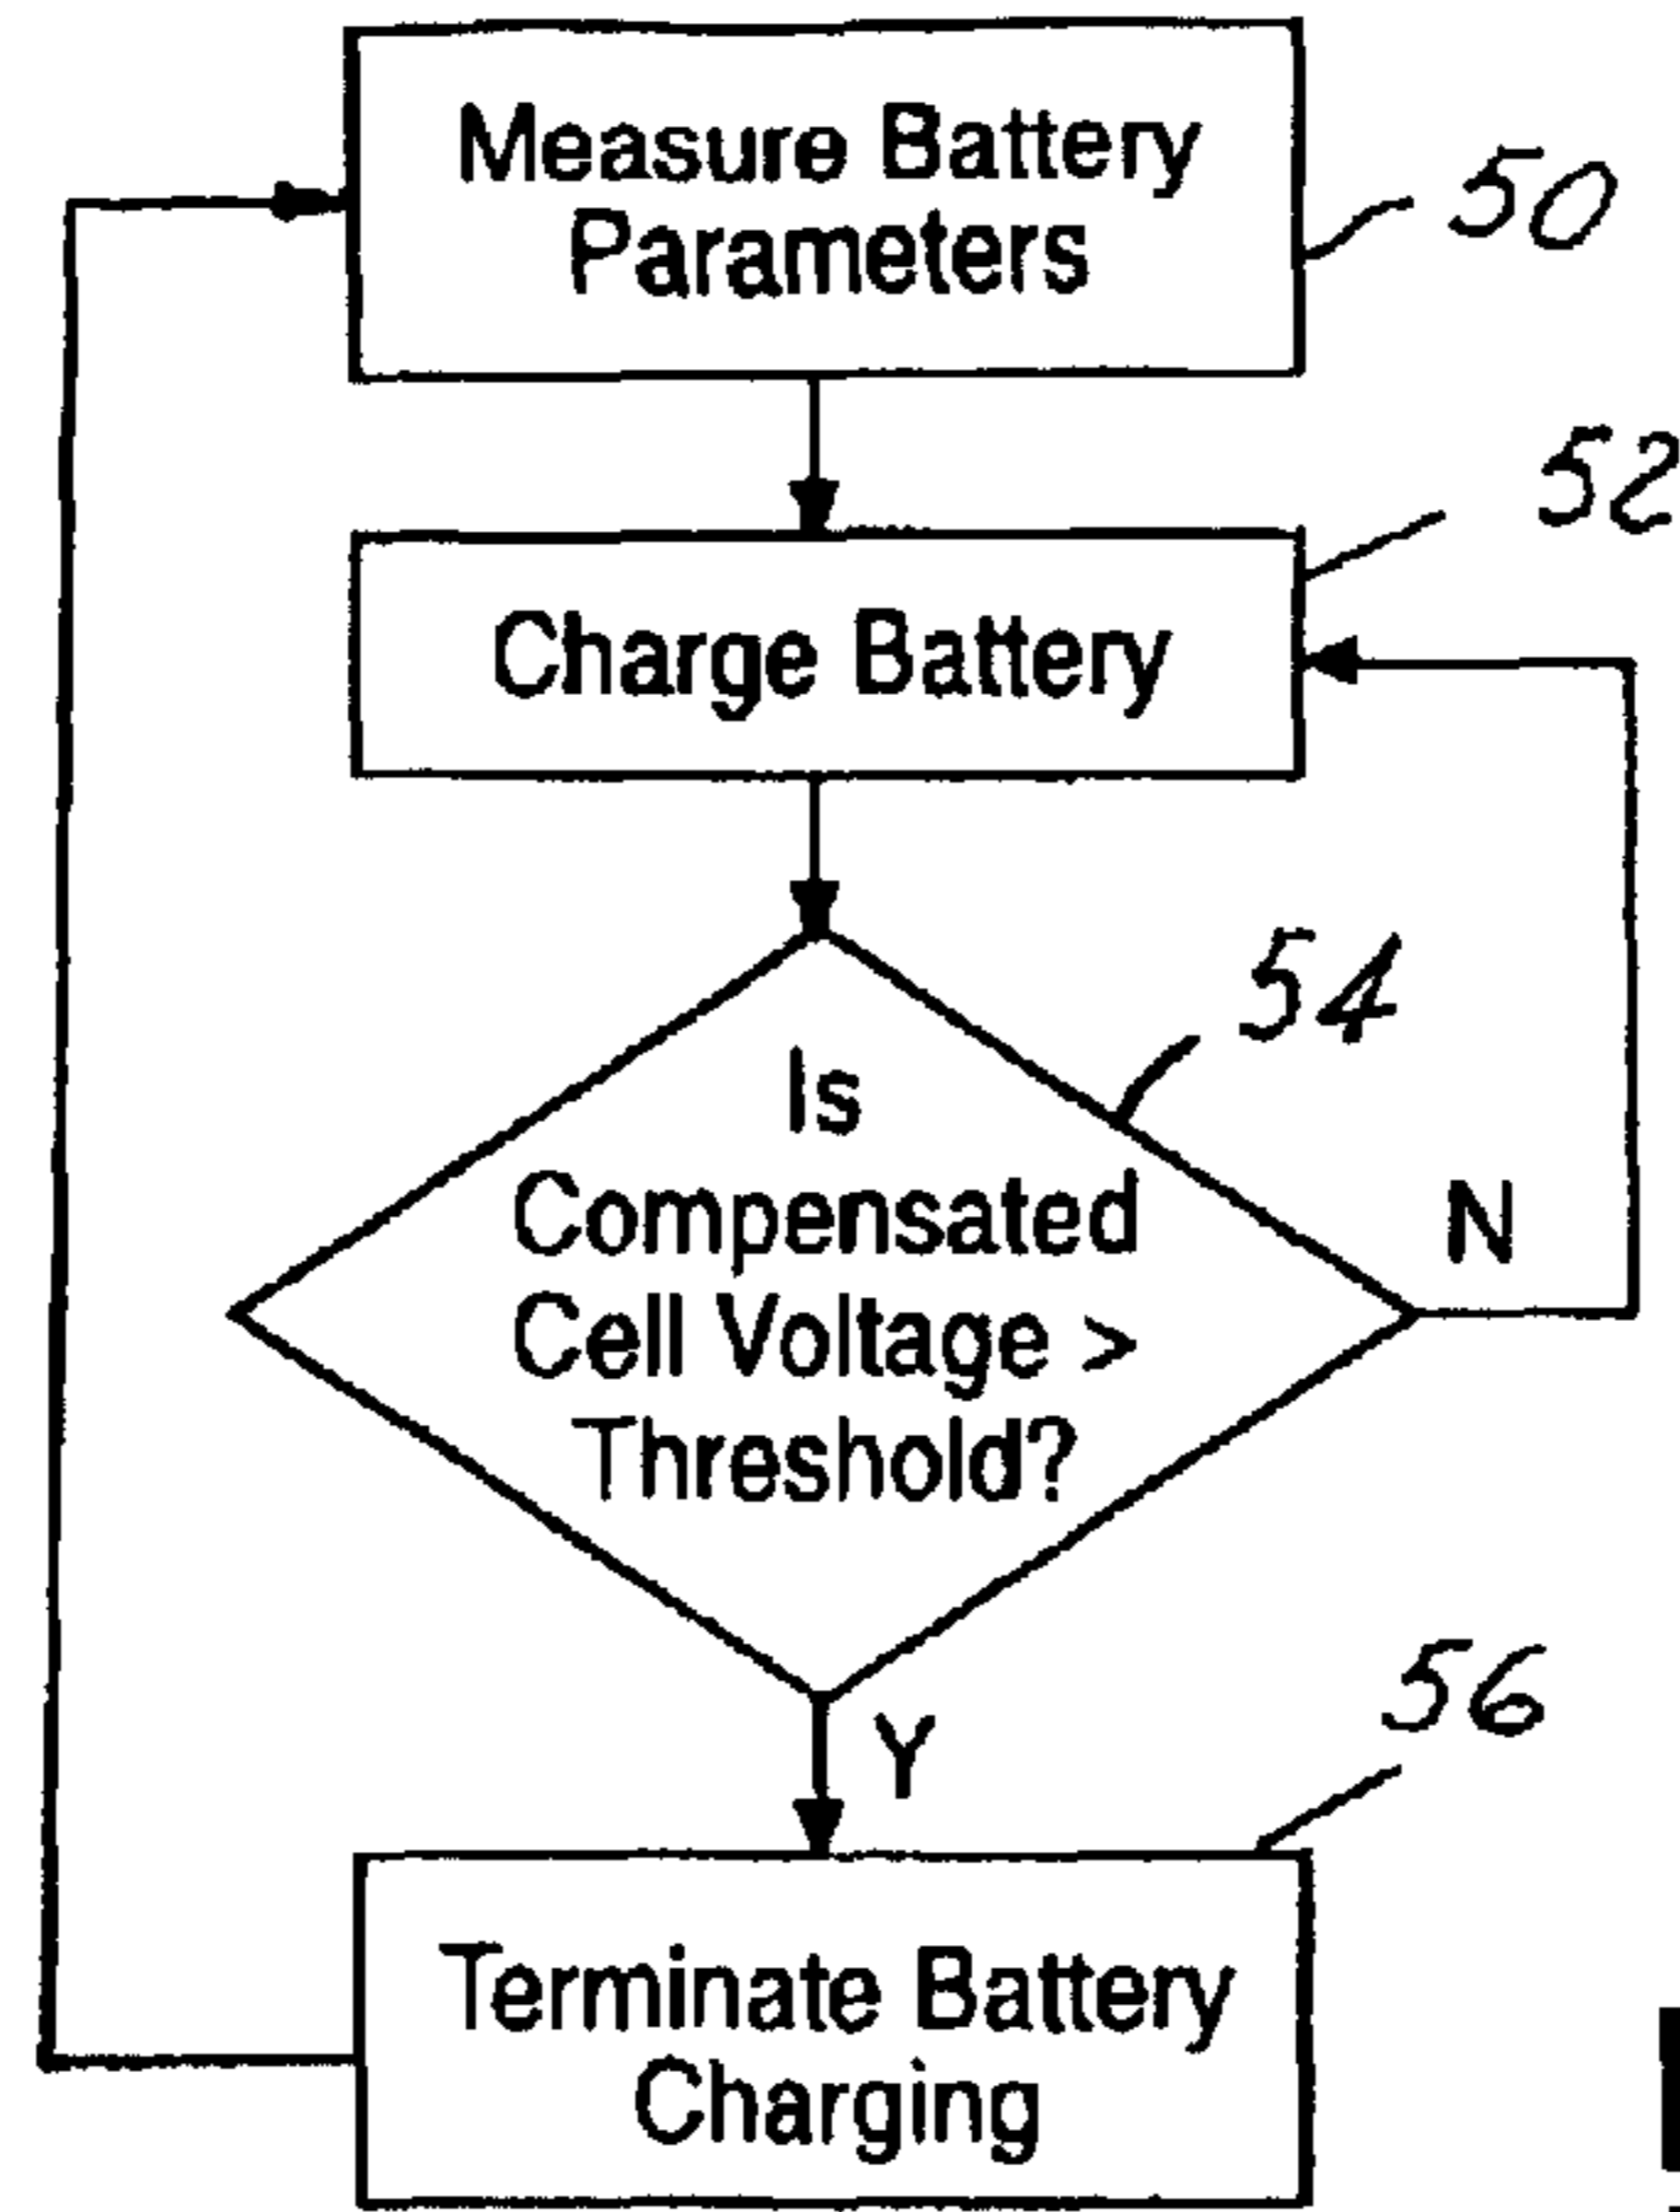 Measure Battery
Parameters
50
52
Charge Battery
54
Is
Compensated
Cell Voltage >
Threshold?
N
Y
56
Terminate Battery
Charging